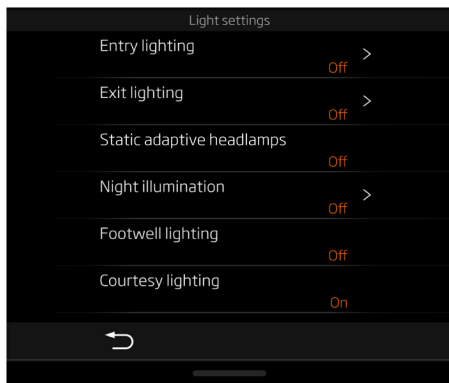 Light settings
Entry lighting
Off
Exit lighting
Off
Static adaptive headlamps
Off
Night illumination
Off
Footwell lighting
Off
Courtesy lighting
On